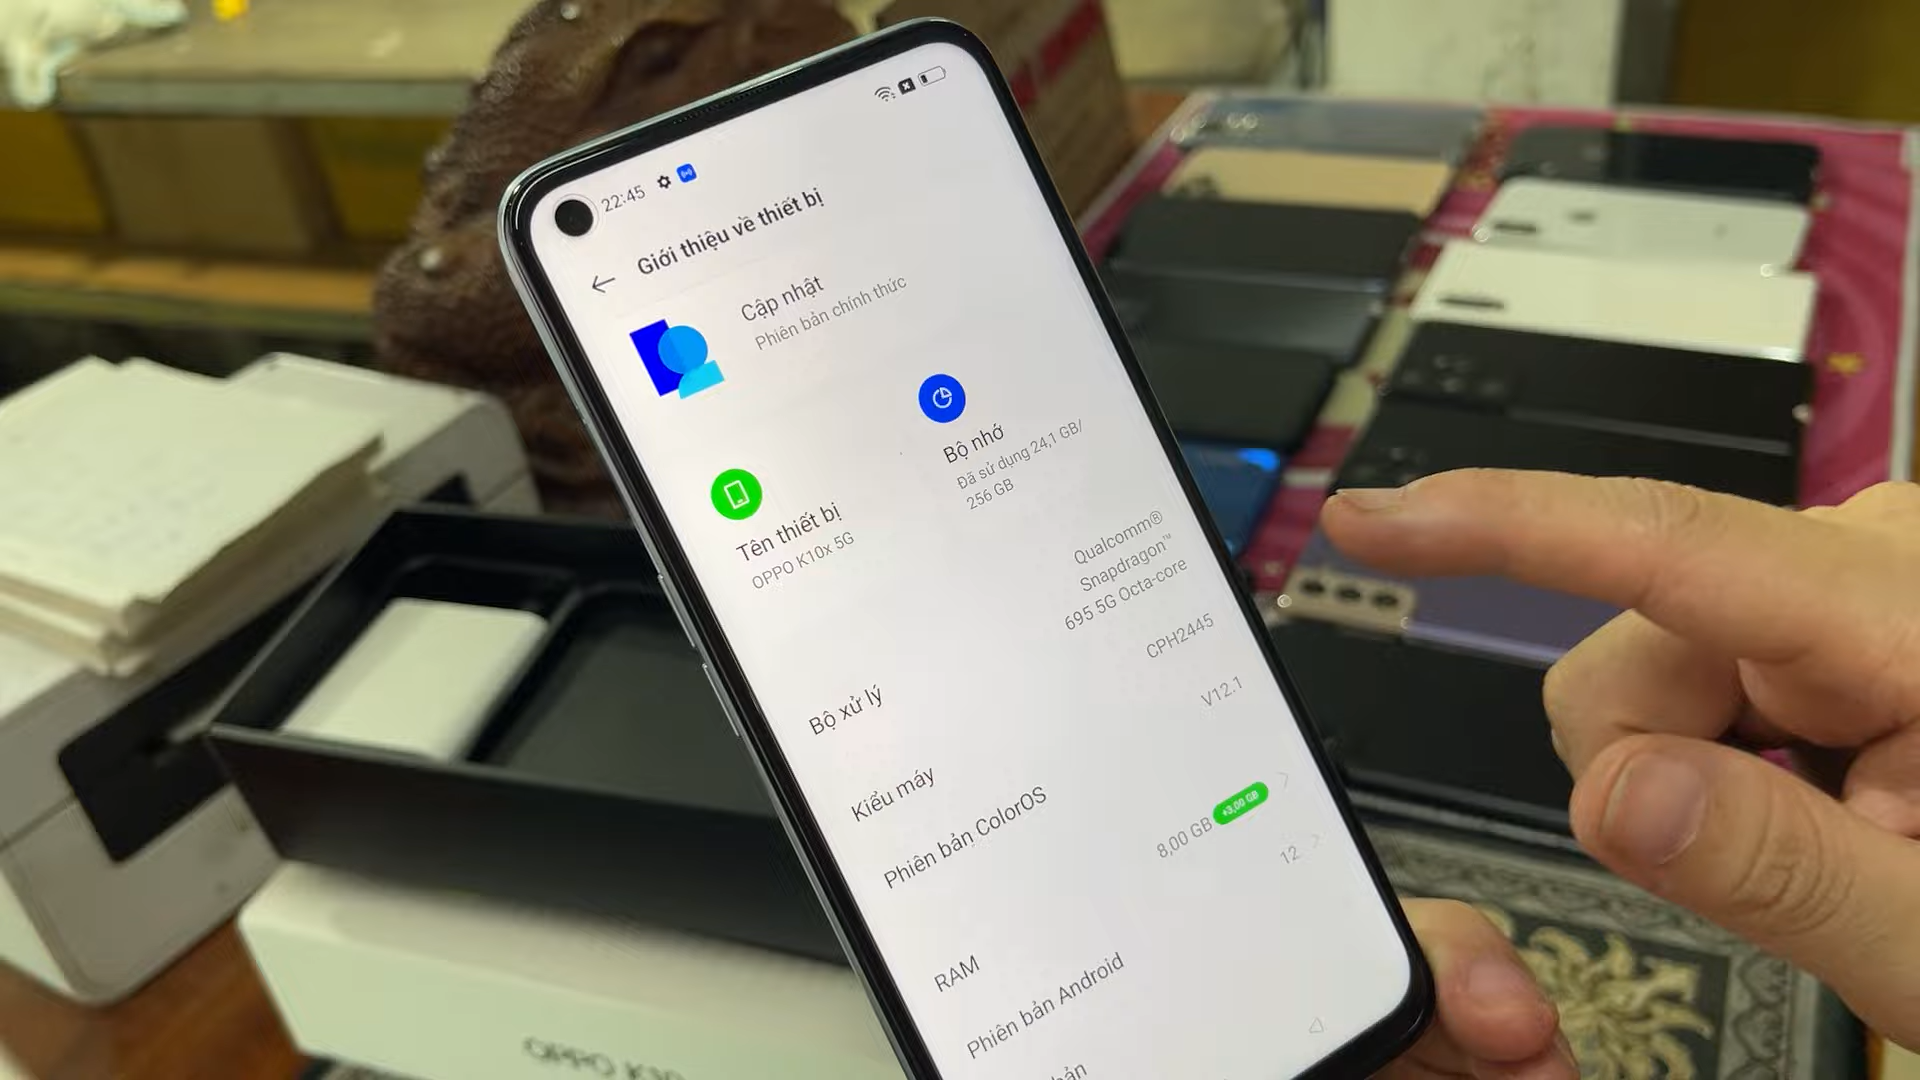 22:45
Giới thiệu về thiết bị
Cập nhật
Phiên bản chính thức
Tên thiết bị
OPPO K10x 5G
Bộ nhớ
Đã sử dụng 24,1 GB/
256 GB
Bộ xử lý
Qualcomm®
Snapdragon™
695 5G Octa-core
Kiểu máy
CPH2445
Phiên bản ColorOS
V12.1
RAM
8,00 GB +3,00 GB
Phiên bản Android
12
bản
OPPO